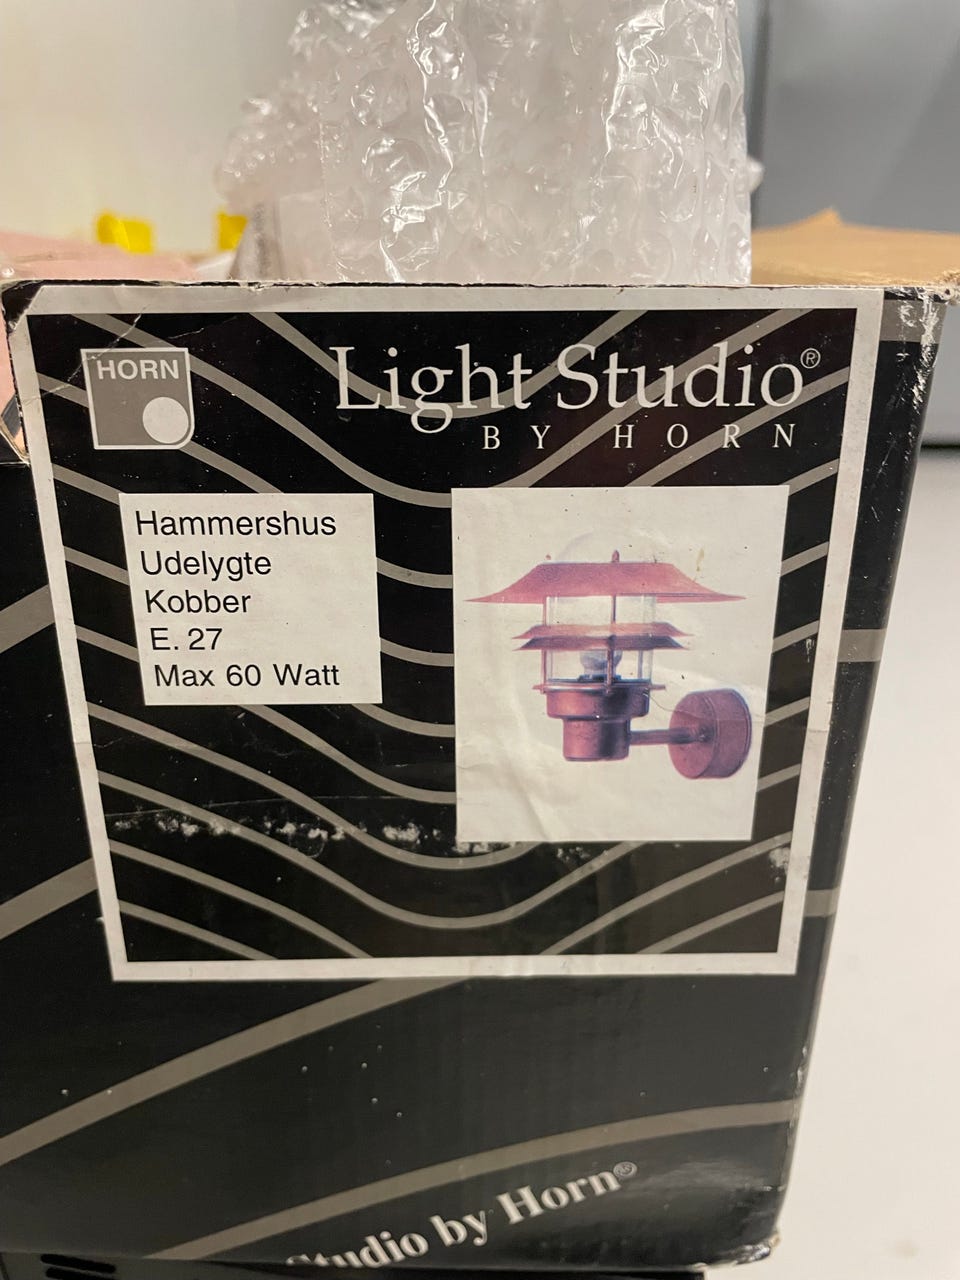 HORN
Light Studio®
BY HORN
Hammershus
Udelygte
Kobber
E. 27
Max 60 Watt
Studio by Horn®